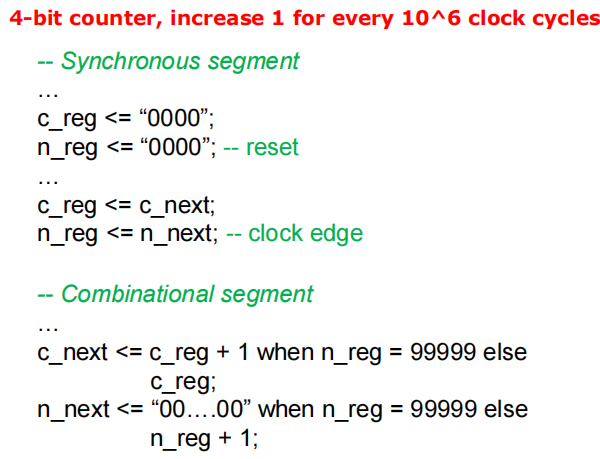 4-bit counter, increase 1 for every 10^6 clock cycles
-- Synchronous segment
…
c_reg <= “0000”;
n_reg <= “0000”; -- reset
…
c_reg <= c_next;
n_reg <= n_next; -- clock edge
-- Combinational segment
…
c_next <= c_reg + 1 when n_reg = 99999 else
c_reg;
n_next <= “00….00” when n_reg = 99999 else
n_reg + 1;